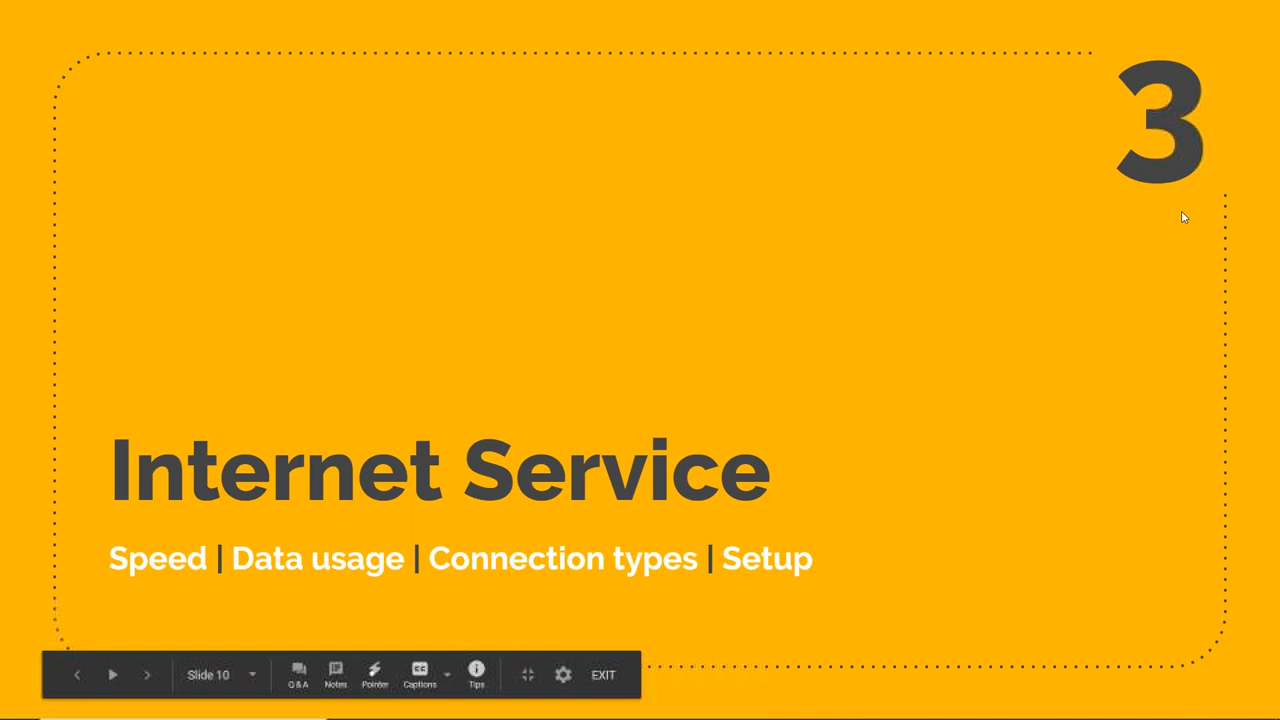 3
Internet Service
Speed | Data usage | Connection types | Setup
Slide 10
Q & A Notes Pointer Captions Tips
EXIT